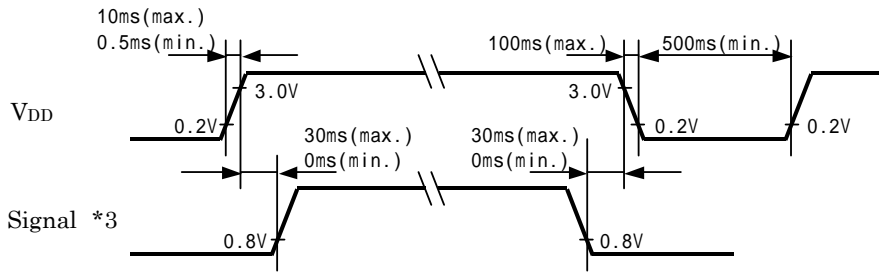 10ms(max.)
0.5ms(min.)
100ms(max.)
500ms(min.)
3.0V
3.0V
VDD
0.2V
0.2V
0.2V
30ms(max.)
0ms(min.)
30ms(max.)
0ms(min.)
Signal *3
0.8V
0.8V